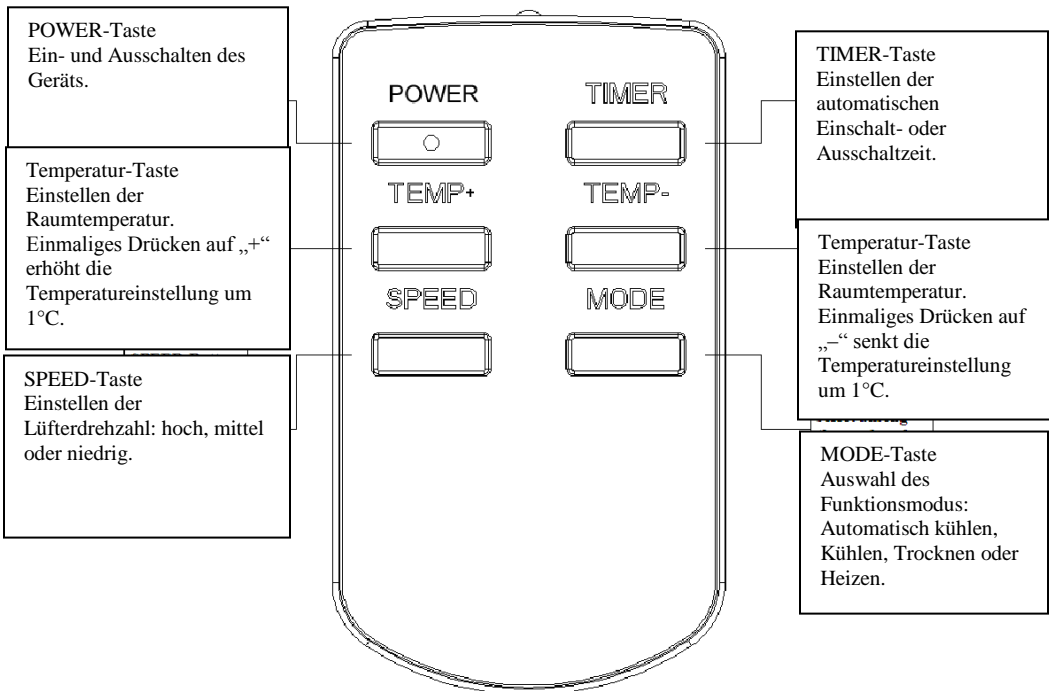 POWER-Taste
Ein- und Ausschalten des
Geräts.
Temperatur-Taste
Einstellen der
Raumtemperatur.
Einmaliges Drücken auf „+“
erhöht die
Temperatureinstellung um
1°C.
SPEED-Taste
Einstellen der
Lüfterdrehzahl: hoch, mittel
oder niedrig.
POWER TIMER
TEMP+ TEMP-
SPEED MODE
TIMER-Taste
Einstellen der
automatischen
Einschalt- oder
Ausschaltzeit.
Temperatur-Taste
Einstellen der
Raumtemperatur.
Einmaliges Drücken auf
„–“ senkt die
Temperatureinstellung
um 1°C.
MODE-Taste
Auswahl des
Funktionsmodus:
Automatisch kühlen,
Kühlen, Trocknen oder
Heizen.